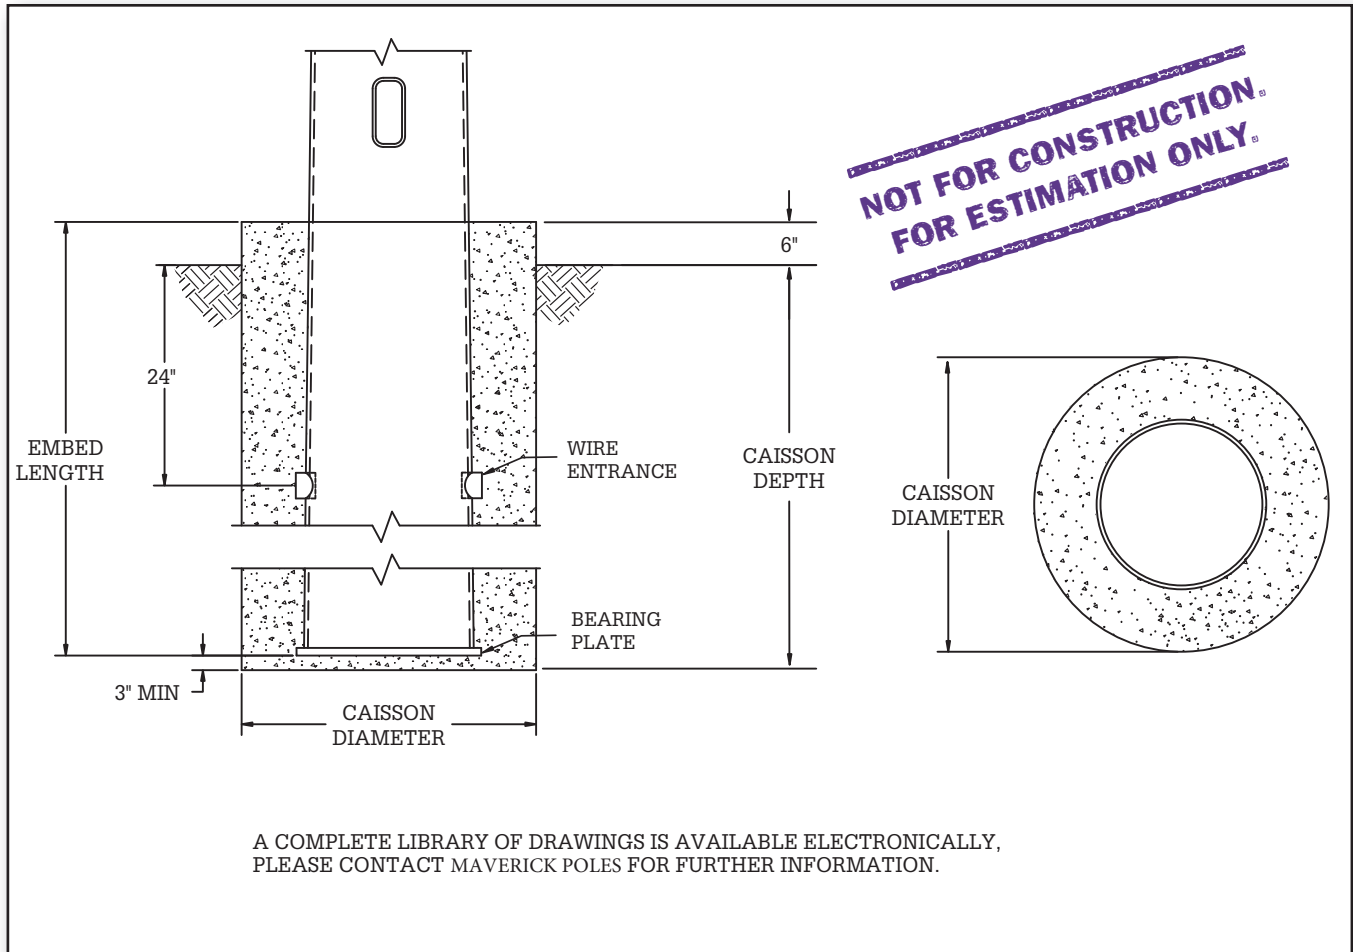 NOT FOR CONSTRUCTION.
FOR ESTIMATION ONLY.
6"
24"
EMBED
LENGTH
WIRE
ENTRANCE
CAISSON
DEPTH
CAISSON
DIAMETER
BEARING
PLATE
3" MIN
CAISSON
DIAMETER
A COMPLETE LIBRARY OF DRAWINGS IS AVAILABLE ELECTRONICALLY,
PLEASE CONTACT MAVERICK POLES FOR FURTHER INFORMATION.